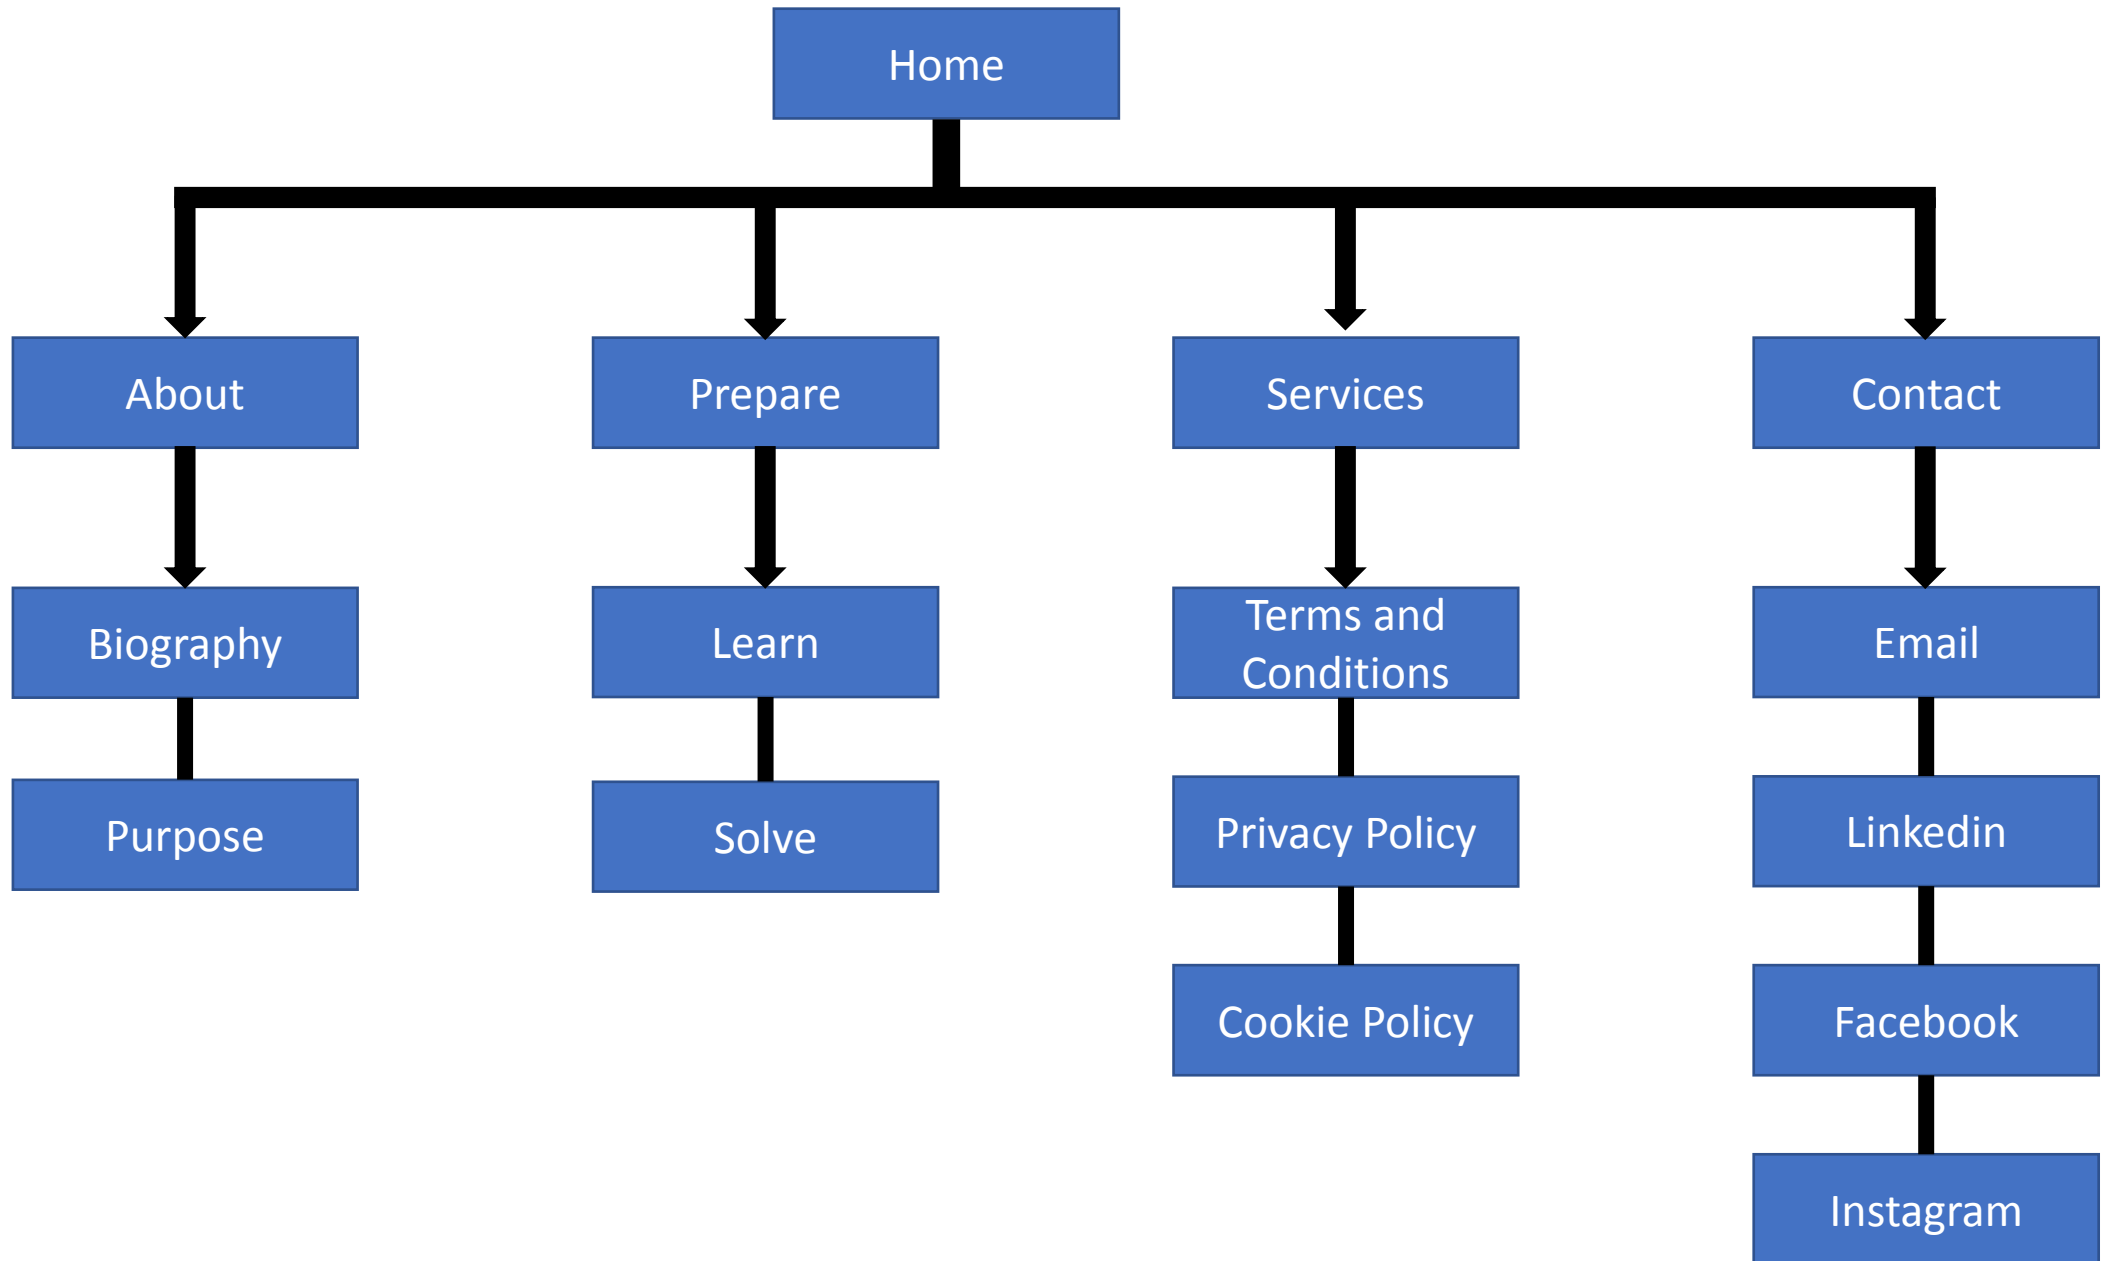 Home
About
Prepare
Services
Contact
Biography
Learn
Terms and
Conditions
Email
Purpose
Solve
Privacy Policy
Linkedin
Cookie Policy
Facebook
Instagram